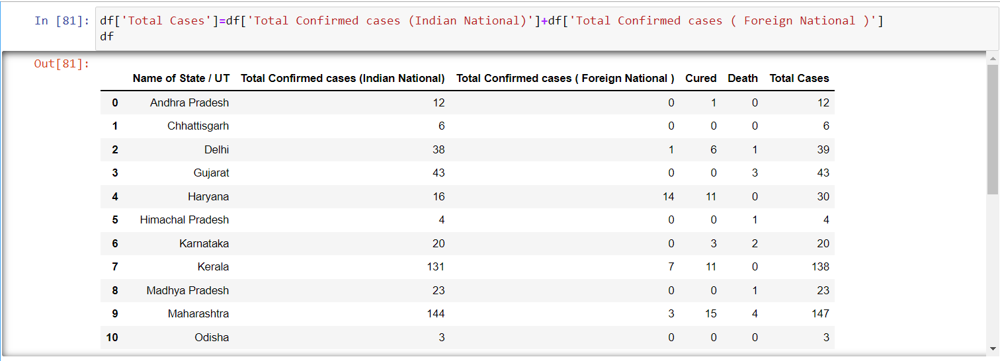 In [81]: df['Total Cases']=df['Total Confirmed cases (Indian National)']+df['Total Confirmed cases ( Foreign National )']
df
Out[81]:
Name of State / UT Total Confirmed cases (Indian National) Total Confirmed cases ( Foreign National ) Cured Death Total Cases
0 Andhra Pradesh 12 0 1 0 12
1 Chhattisgarh 6 0 0 0 6
2 Delhi 38 1 6 1 39
3 Gujarat 43 0 0 3 43
4 Haryana 16 14 11 0 30
5 Himachal Pradesh 4 0 0 1 4
6 Karnataka 20 0 3 2 20
7 Kerala 131 7 11 0 138
8 Madhya Pradesh 23 0 0 1 23
9 Maharashtra 144 3 15 4 147
10 Odisha 3 0 0 0 3